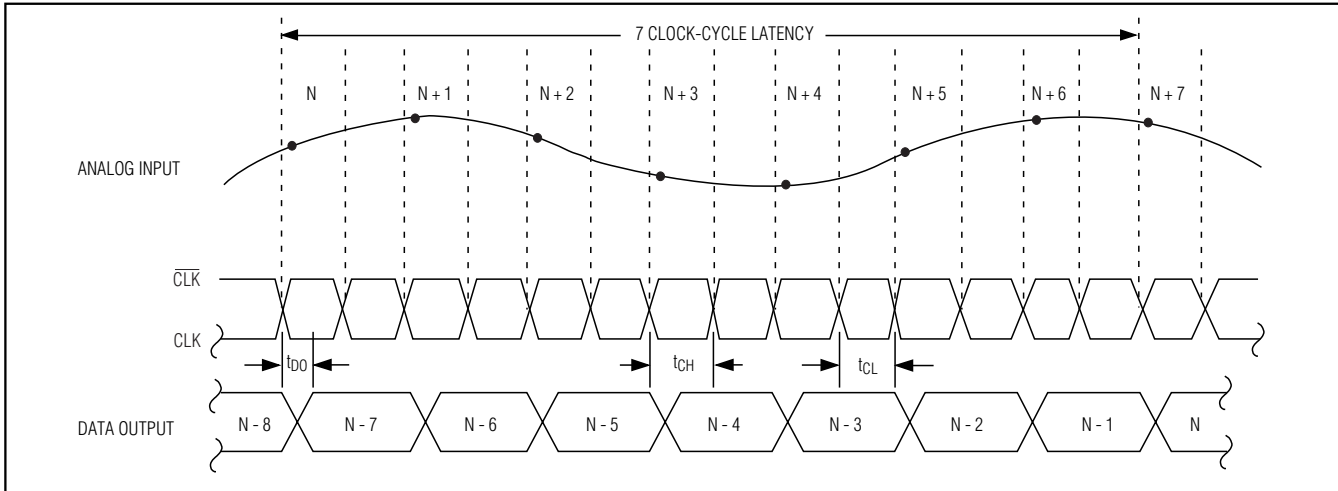 7 CLOCK-CYCLE LATENCY
N N + 1 N + 2 N + 3 N + 4 N + 5 N + 6 N + 7
ANALOG INPUT
CLK
CLK
tDO tCH tCL
DATA OUTPUT N - 8 N - 7 N - 6 N - 5 N - 4 N - 3 N - 2 N - 1 N